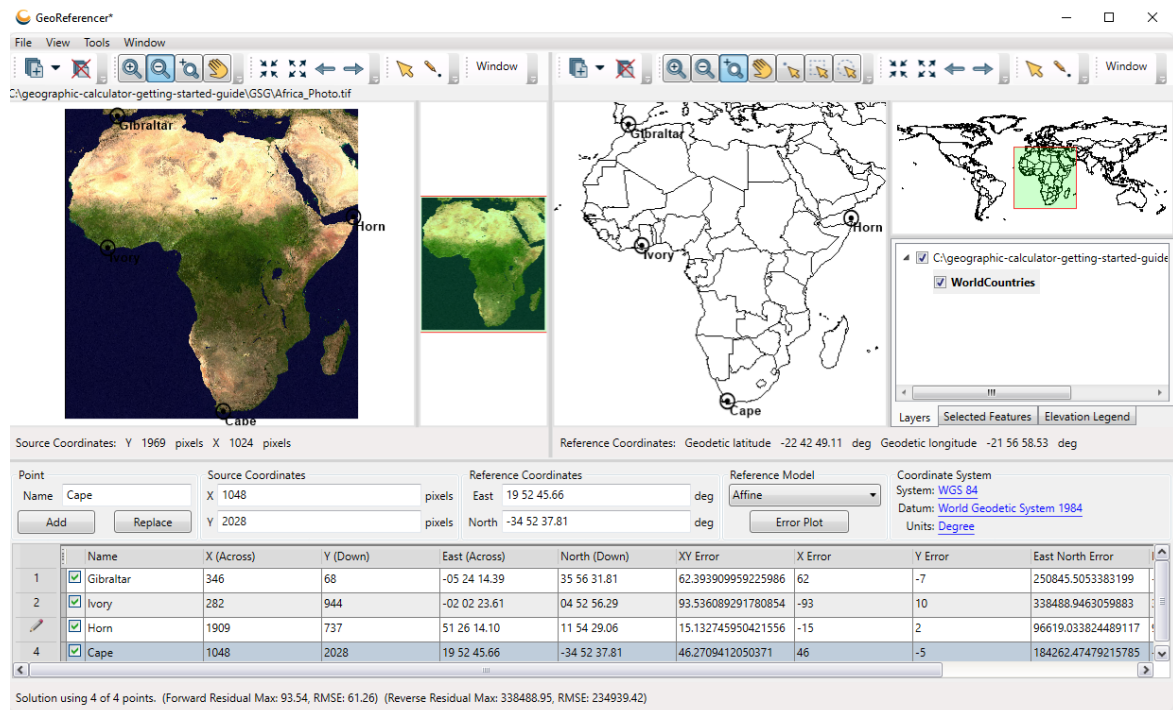 GeoReferencer*
File View Tools Window
Window
Window
C:\geographic-calculator-getting-started-guide\GSG\Africa_Photo.tif
Gibraltar
Horn
Ivory
Cape
Gibraltar
Horn
Ivory
Cape
C:\geographic-calculator-getting-started-guide
WorldCountries
Layers Selected Features Elevation Legend
Source Coordinates: Y 1969 pixels X 1024 pixels
Reference Coordinates: Geodetic latitude -22 42 49.11 deg Geodetic longitude -21 56 58.53 deg
Point Source Coordinates Reference Coordinates Reference Model Coordinate System
Name Cape X 1048 pixels East 19 52 45.66 deg Affine System: WGS 84
Datum: World Geodetic System 1984
Add Replace Y 2028 pixels North -34 52 37.81 deg Error Plot Units: Degree
Name X (Across) Y (Down) East (Across) North (Down) XY Error X Error Y Error East North Error
1 Gibraltar 346 68 -05 24 14.39 35 56 31.81 62.393909959225986 62 -7 250845.5053383199
2 Ivory 282 944 -02 02 23.61 04 52 56.29 93.536089291780854 -93 10 338488.9463059883
Horn 1909 737 51 26 14.10 11 54 29.06 15.132745950421556 -15 2 96619.033824489117
4 Cape 1048 2028 19 52 45.66 -34 52 37.81 46.2709412050371 46 -5 184262.47479215785
Solution using 4 of 4 points. (Forward Residual Max: 93.54, RMSE: 61.26) (Reverse Residual Max: 338488.95, RMSE: 234939.42)